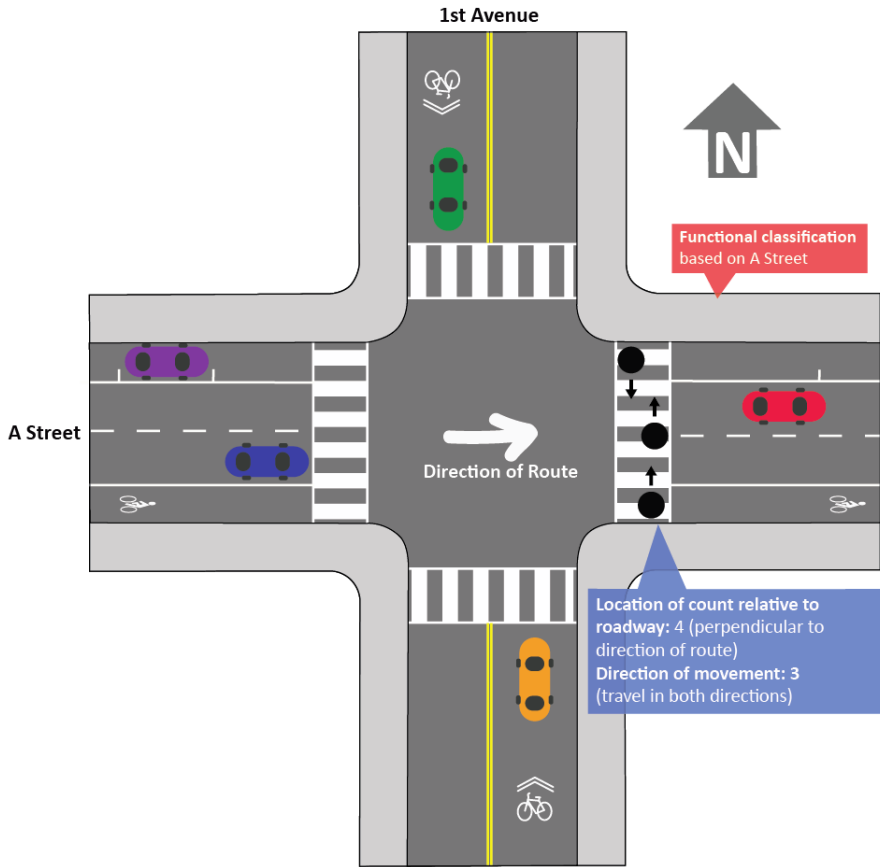 1st Avenue
N
Functional classification
based on A Street
A Street
Direction of Route
Location of count relative to
roadway: 4 (perpendicular to
direction of route)
Direction of movement: 3
(travel in both directions)